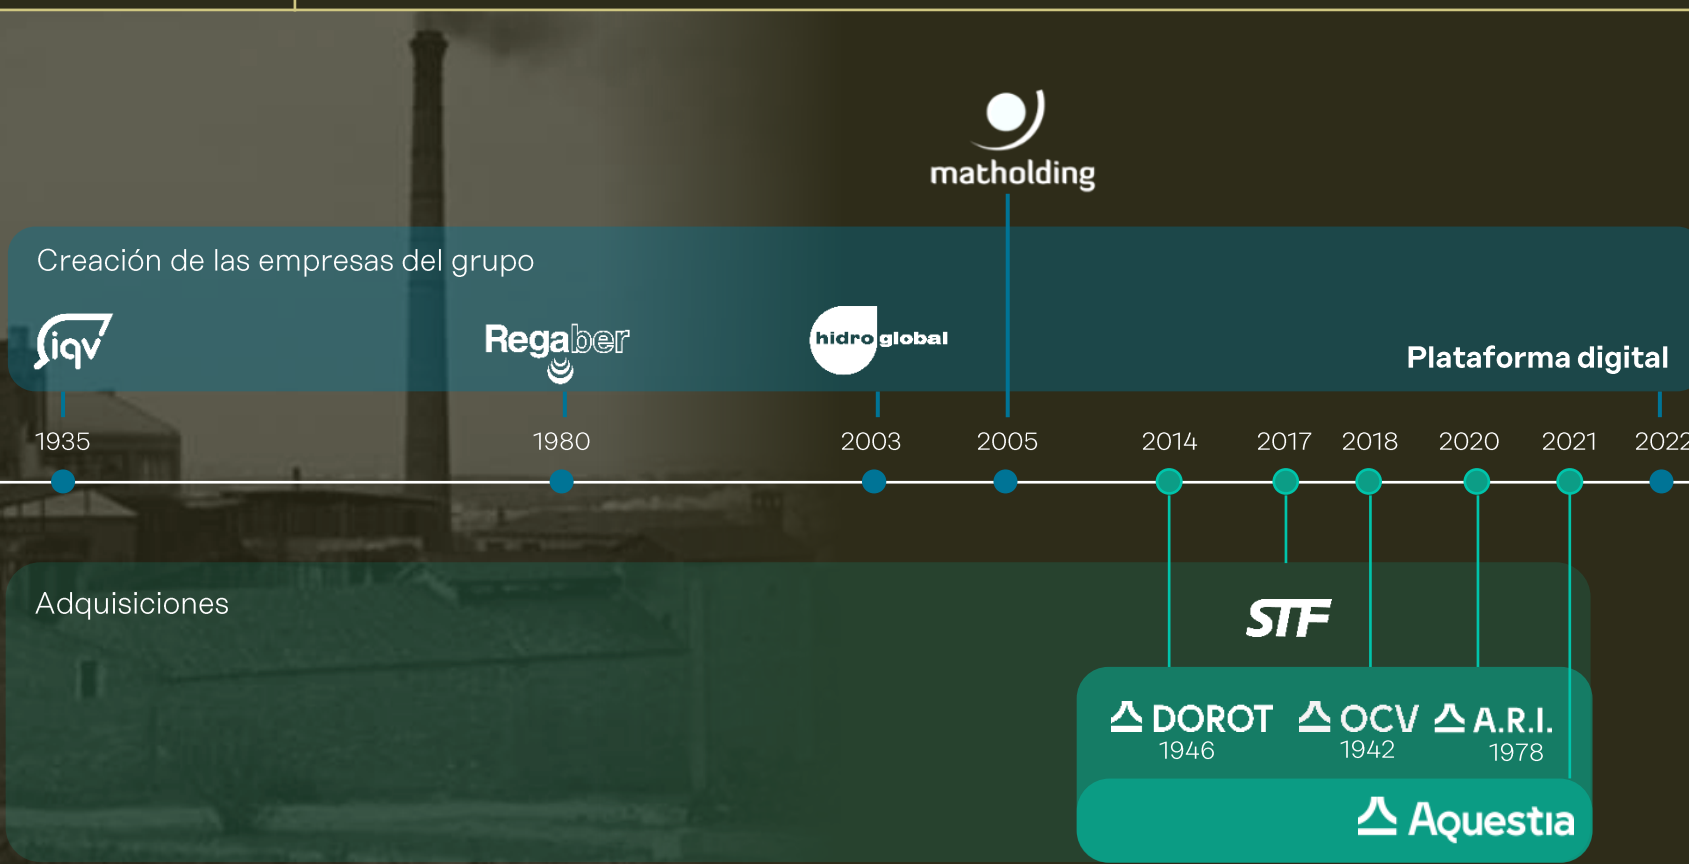 matholding
Creación de las empresas del grupo
iqv
Regaber
hidroglobal
Plataforma digital
1935 1980 2003 2005 2014 2017 2018 2020 2021 2022
Adquisiciones
STF
DOROT OCV A.R.I.
1946 1942 1978
Aquestia